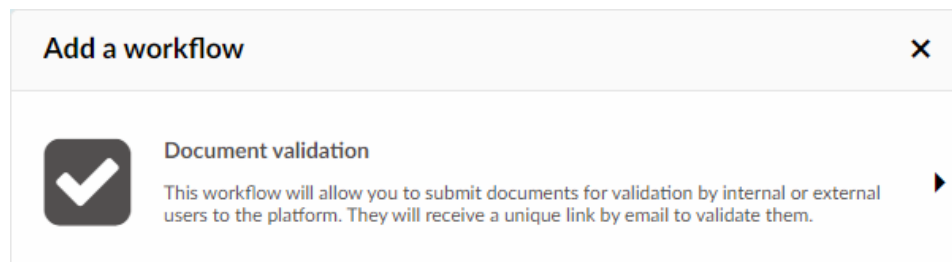 Add a workflow
Document validation
This workflow will allow you to submit documents for validation by internal or external
users to the platform. They will receive a unique link by email to validate them.